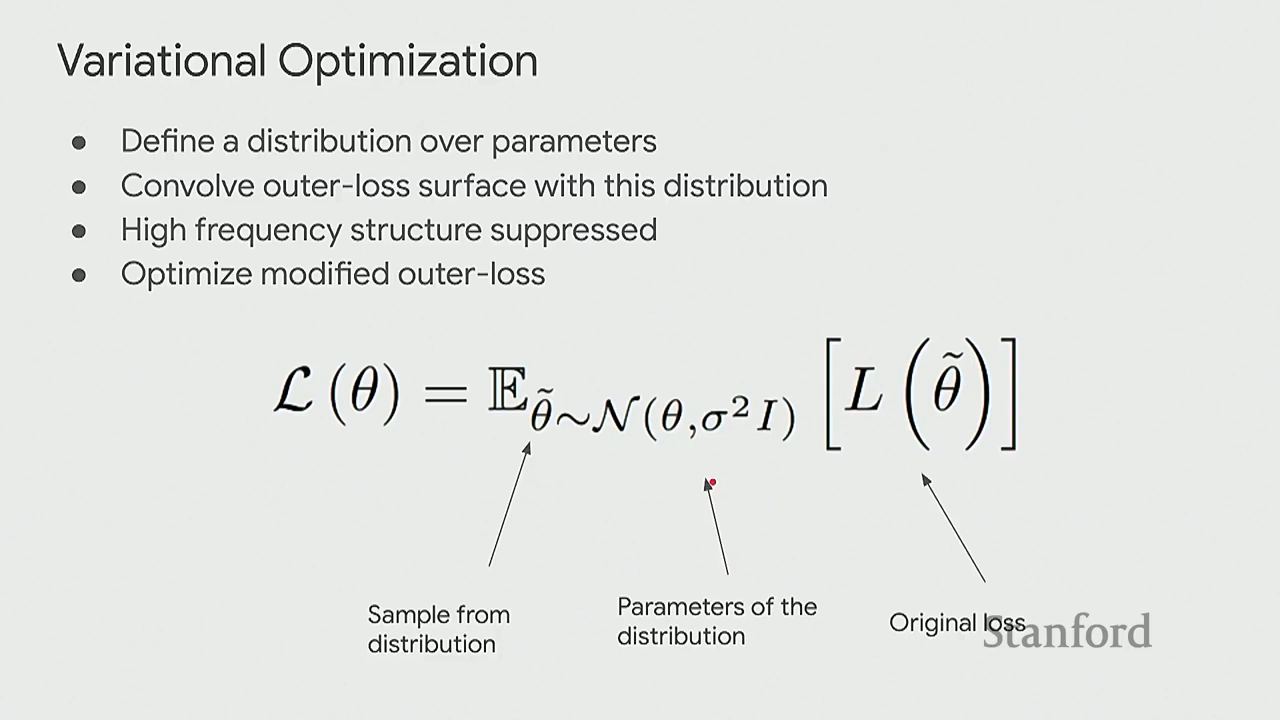 Variational Optimization
● Define a distribution over parameters
● Convolve outer-loss surface with this distribution
● High frequency structure suppressed
● Optimize modified outer-loss
ℒ(θ) = 𝔼_{θ̃∼𝒩(θ,σ²I)} [L(θ̃)]
Sample from
distribution
Parameters of the
distribution
Original loss
Stanford